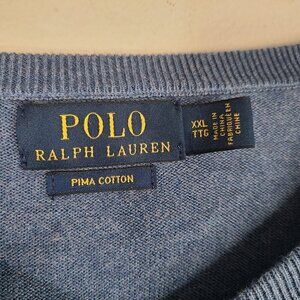 POLO
RALPH LAUREN
PIMA COTTON
XXL
TTG
MADE IN
CHINA
FABRIQUÉ EN
CHINE